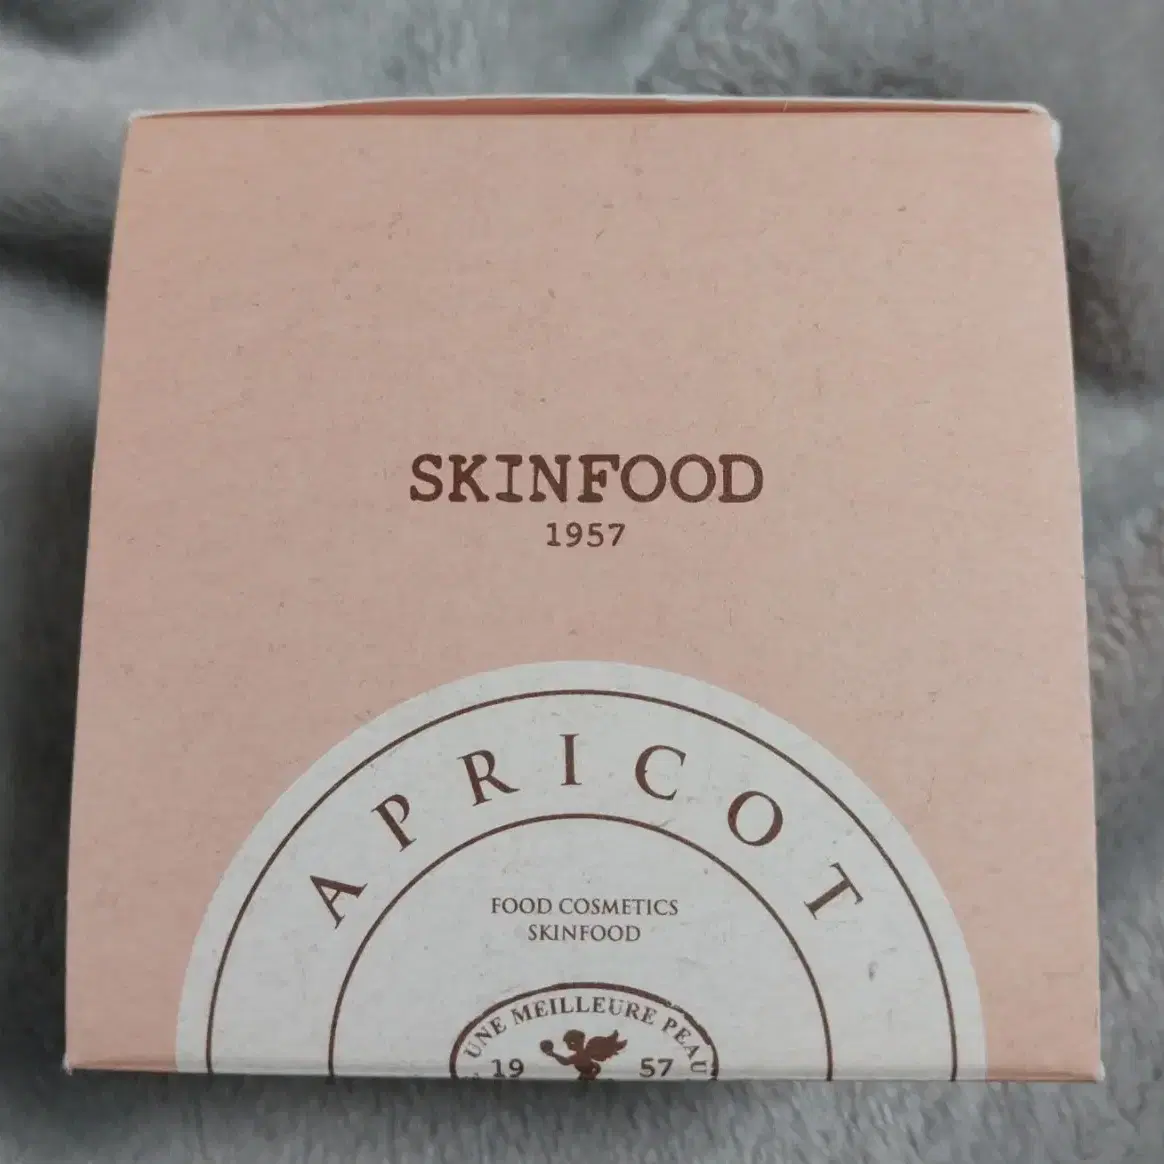 SKINFOOD
1957
APRICOT
FOOD COSMETICS
SKINFOOD
UNE MEILLEURE PEAU
19 57